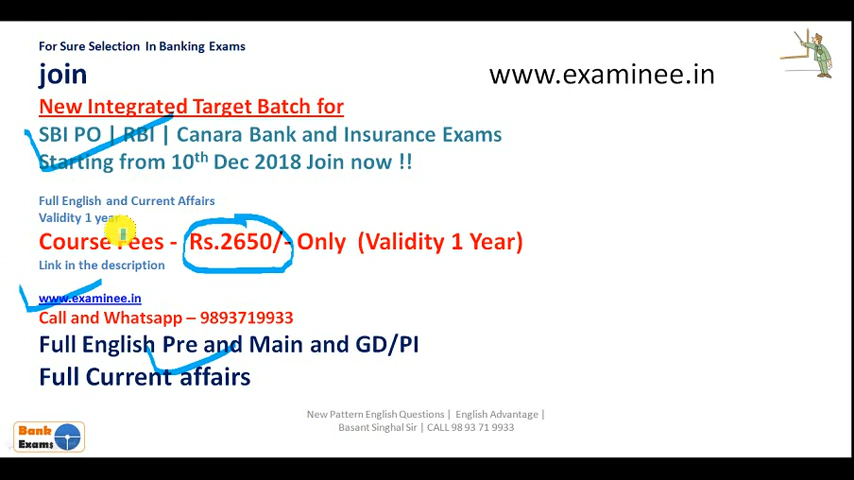 For Sure Selection In Banking Exams
join
www.examinee.in
New Integrated Target Batch for
SBI PO | RBI | Canara Bank and Insurance Exams
Starting from 10th Dec 2018 Join now !!
Full English and Current Affairs
Validity 1 year
Course Fees - Rs.2650/- Only (Validity 1 Year)
Link in the description
www.examinee.in
Call and Whatsapp – 9893719933
Full English Pre and Main and GD/PI
Full Current affairs
New Pattern English Questions | English Advantage |
Basant Singhal Sir | CALL 98 93 71 9933
Bank
Exams